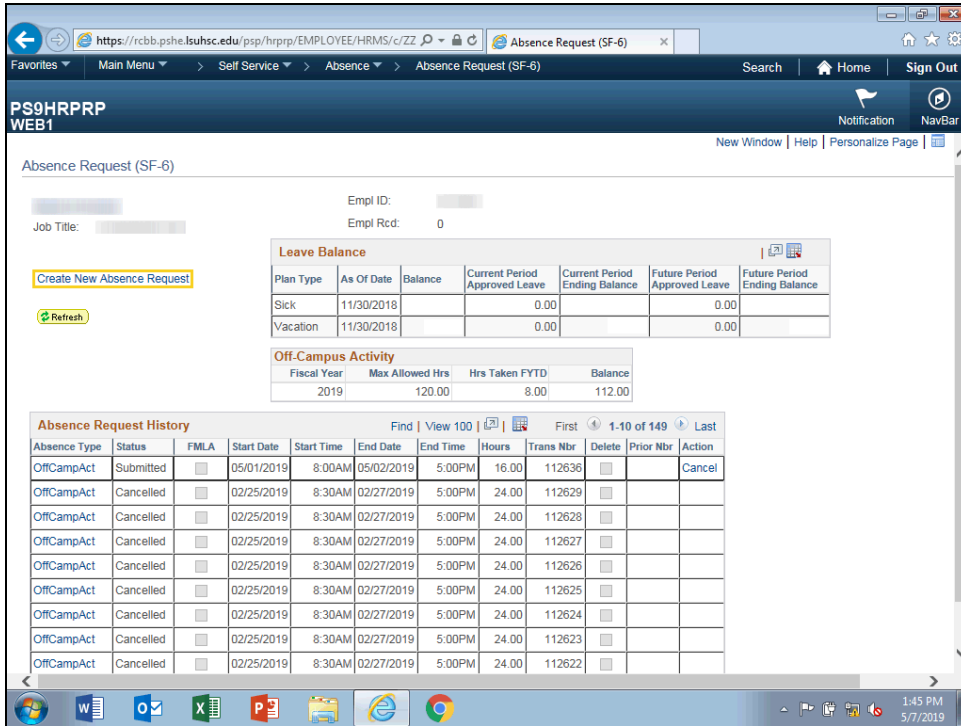 https://rcbb.pshe.lsuhsc.edu/psp/hrprp/EMPLOYEE/HRMS/c/ZZ Absence Request (SF-6)
Favorites Main Menu > Self Service > Absence > Absence Request (SF-6) Search Home Sign Out
PS9HRPRP
WEB1
Notification NavBar
New Window | Help | Personalize Page |
Absence Request (SF-6)
Empl ID:
Job Title: Empl Rcd: 0
Create New Absence Request
Refresh
Leave Balance
Plan Type As Of Date Balance Current Period Approved Leave Current Period Ending Balance Future Period Approved Leave Future Period Ending Balance
Sick 11/30/2018 0.00 0.00
Vacation 11/30/2018 0.00 0.00
Off-Campus Activity
Fiscal Year Max Allowed Hrs Hrs Taken FYTD Balance
2019 120.00 8.00 112.00
Absence Request History Find | View 100 | | First 1-10 of 149 Last
Absence Type Status FMLA Start Date Start Time End Date End Time Hours Trans Nbr Delete Prior Nbr Action
OffCampAct Submitted 05/01/2019 8:00AM 05/02/2019 5:00PM 16.00 112636 Cancel
OffCampAct Cancelled 02/25/2019 8:30AM 02/27/2019 5:00PM 24.00 112629
OffCampAct Cancelled 02/25/2019 8:30AM 02/27/2019 5:00PM 24.00 112628
OffCampAct Cancelled 02/25/2019 8:30AM 02/27/2019 5:00PM 24.00 112627
OffCampAct Cancelled 02/25/2019 8:30AM 02/27/2019 5:00PM 24.00 112626
OffCampAct Cancelled 02/25/2019 8:30AM 02/27/2019 5:00PM 24.00 112625
OffCampAct Cancelled 02/25/2019 8:30AM 02/27/2019 5:00PM 24.00 112624
OffCampAct Cancelled 02/25/2019 8:30AM 02/27/2019 5:00PM 24.00 112623
OffCampAct Cancelled 02/25/2019 8:30AM 02/27/2019 5:00PM 24.00 112622
1:45 PM
5/7/2019